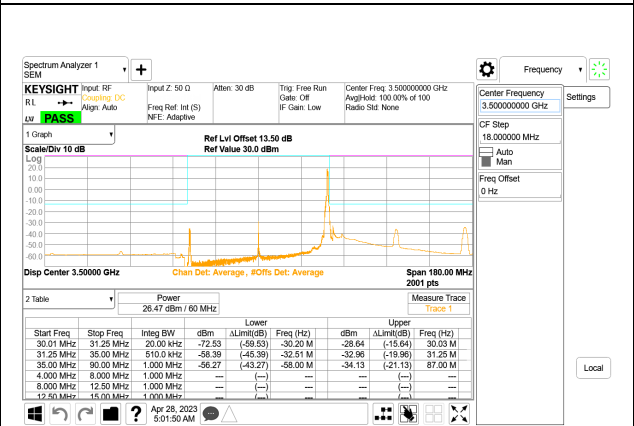 Spectrum Analyzer 1
SEM
Frequency
KEYSIGHT
Input: RF
Coupling: DC
Align: Auto
Input Z: 50 Ω
Freq Ref: Int (S)
NFE: Adaptive
Atten: 30 dB
Trig: Free Run
Gate: Off
IF Gain: Low
Center Freq: 3.500000000 GHz
Avg|Hold: 100.00% of 100
Radio Std: None
RL
LXI
PASS
Center Frequency
3.500000000 GHz
Settings
CF Step
18.000000 MHz
Auto
Man
Freq Offset
0 Hz
1 Graph
Scale/Div 10 dB
Ref Lvl Offset 13.50 dB
Ref Value 30.0 dBm
Log
20.0
10.0
0.00
-10.0
-20.0
-30.0
-40.0
-50.0
-60.0
Disp Center 3.50000 GHz
Chan Det: Average, #Offs Det: Average
Span 180.00 MHz
2001 pts
2 Table
Power
26.47 dBm / 60 MHz
Measure Trace
Trace 1
Lower Upper
Start Freq Stop Freq Integ BW dBm ΔLimit(dB) Freq (Hz) dBm ΔLimit(dB) Freq (Hz)
30.01 MHz 31.25 MHz 20.00 kHz -72.53 (-59.53) -30.20 M -28.64 (-15.64) 30.03 M
31.25 MHz 35.00 MHz 510.0 kHz -58.39 (-45.39) -32.51 M -32.96 (-19.96) 31.25 M
35.00 MHz 90.00 MHz 1.000 MHz -56.27 (-43.27) -58.00 M -34.13 (-21.13) 87.00 M
4.000 MHz 8.000 MHz 1.000 MHz --- (---) --- --- (---) ---
8.000 MHz 12.50 MHz 1.000 MHz --- (---) --- --- (---) ---
12.50 MHz 15.00 MHz 1.000 MHz --- (---) --- --- (---) ---
Local
?
Apr 28, 2023
5:01:50 AM